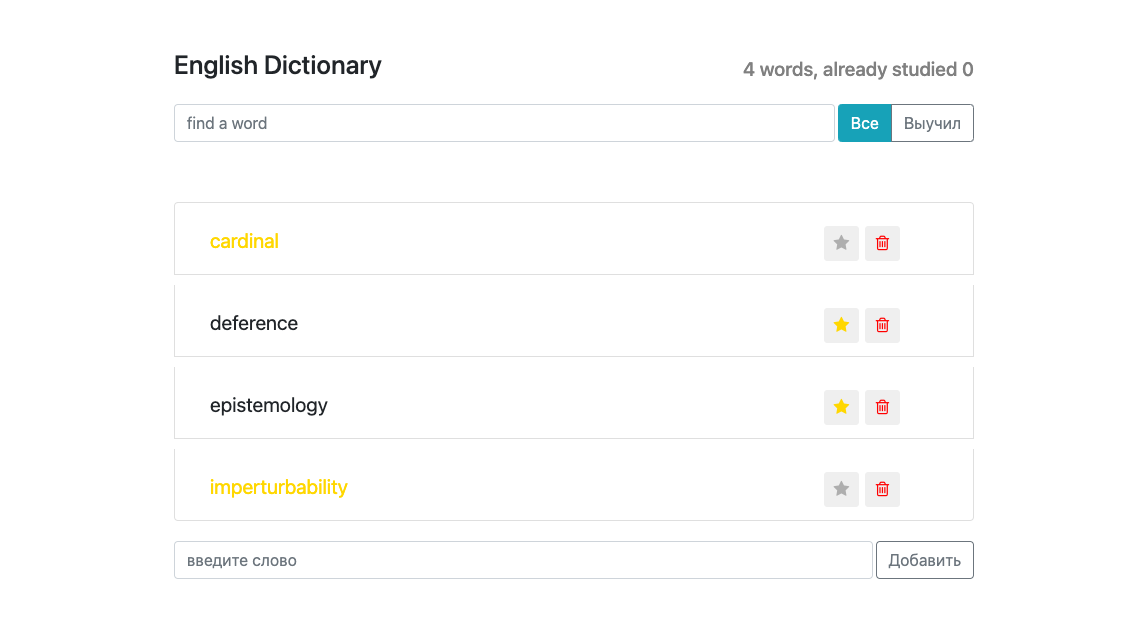 English Dictionary
4 words, already studied 0
find a word
Все
Выучил
cardinal
deference
epistemology
imperturbability
введите слово
Добавить